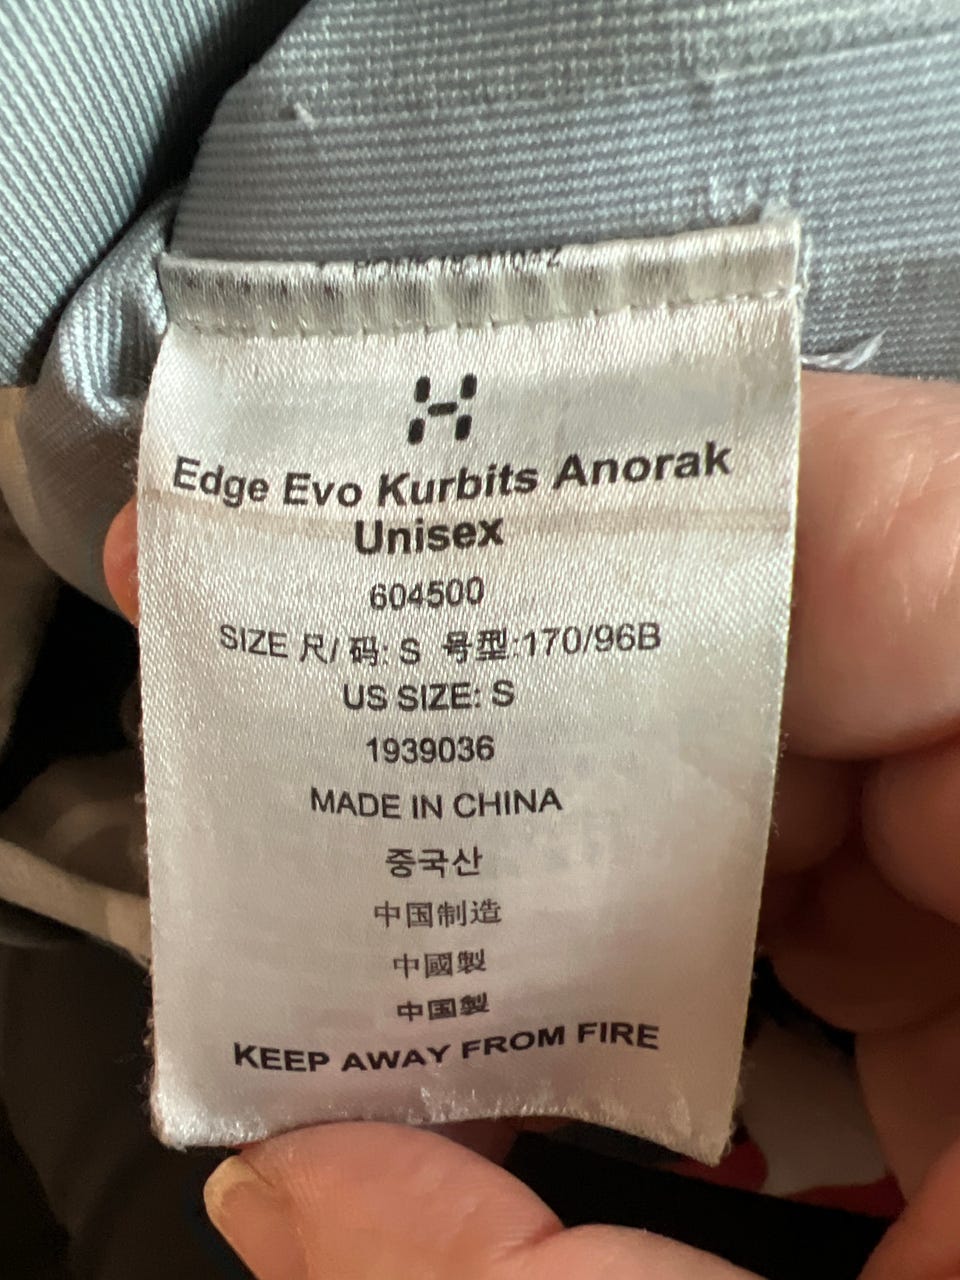 Edge Evo Kurbits Anorak
Unisex
604500
SIZE 尺/ 码: S 号型:170/96B
US SIZE: S
1939036
MADE IN CHINA
중국산
中国制造
中國製
中国製
KEEP AWAY FROM FIRE